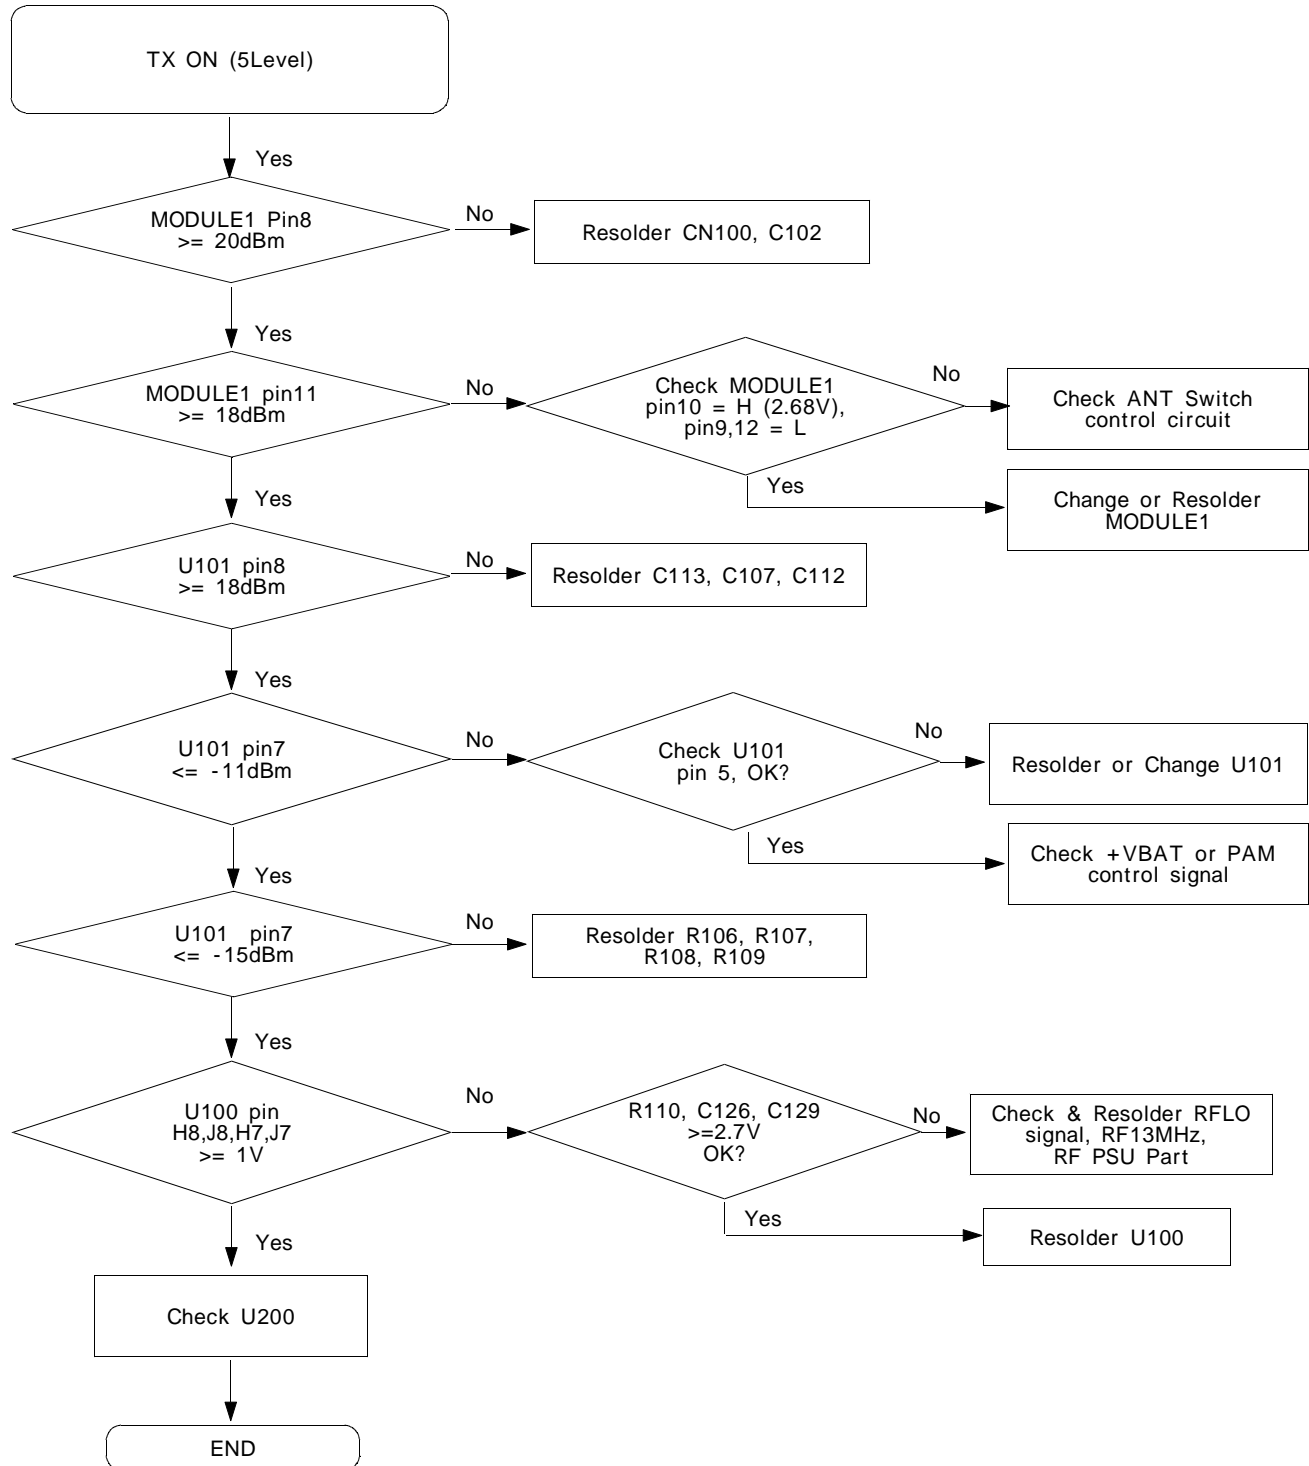 TX ON (5Level)
Yes
MODULE1 Pin8
>= 20dBm
No
Resolder CN100, C102
Yes
MODULE1 pin11
>= 18dBm
No
Check MODULE1
pin10 = H (2.68V),
pin9,12 = L
No
Check ANT Switch
control circuit
Yes
Change or Resolder
MODULE1
Yes
U101 pin8
>= 18dBm
No
Resolder C113, C107, C112
Yes
U101 pin7
<= -11dBm
No
Check U101
pin 5, OK?
No
Resolder or Change U101
Yes
Check +VBAT or PAM
control signal
Yes
U101 pin7
<= -15dBm
No
Resolder R106, R107,
R108, R109
Yes
U100 pin
H8,J8,H7,J7
>= 1V
No
R110, C126, C129
>=2.7V
OK?
No
Check & Resolder RFLO
signal, RF13MHz,
RF PSU Part
Yes
Resolder U100
Yes
Check U200
END